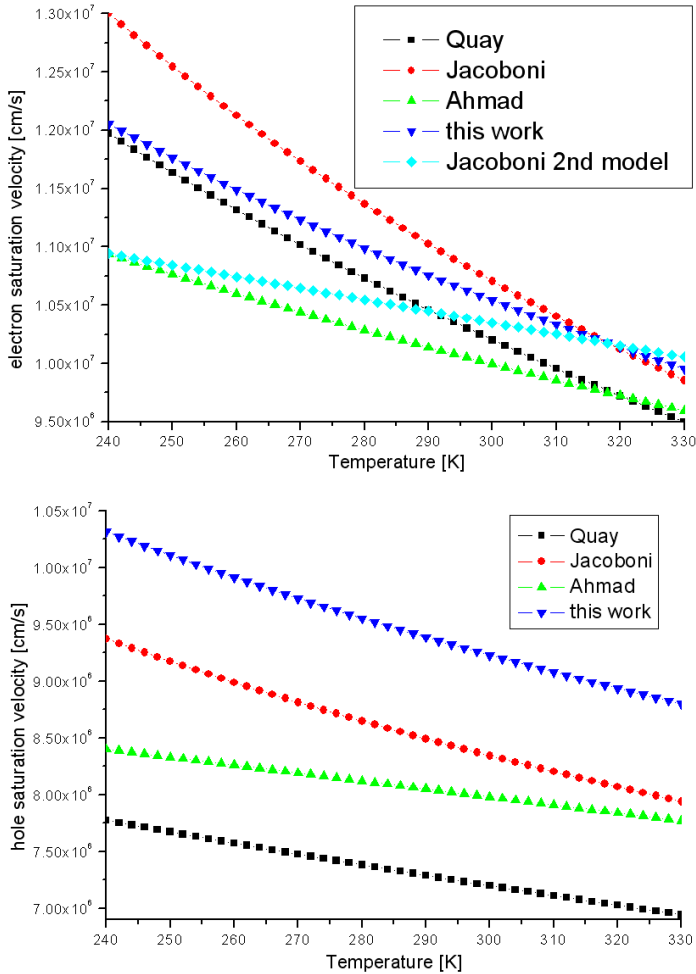 1.30x10⁷
1.25x10⁷
1.20x10⁷
1.15x10⁷
1.10x10⁷
1.05x10⁷
1.00x10⁷
9.50x10⁶
electron saturation velocity [cm/s]
Quay
Jacoboni
Ahmad
this work
Jacoboni 2nd model
240 250 260 270 280 290 300 310 320 330
Temperature [K]
1.05x10⁷
1.00x10⁷
9.50x10⁶
9.00x10⁶
8.50x10⁶
8.00x10⁶
7.50x10⁶
7.00x10⁶
hole saturation velocity [cm/s]
Quay
Jacoboni
Ahmad
this work
240 250 260 270 280 290 300 310 320 330
Temperature [K]